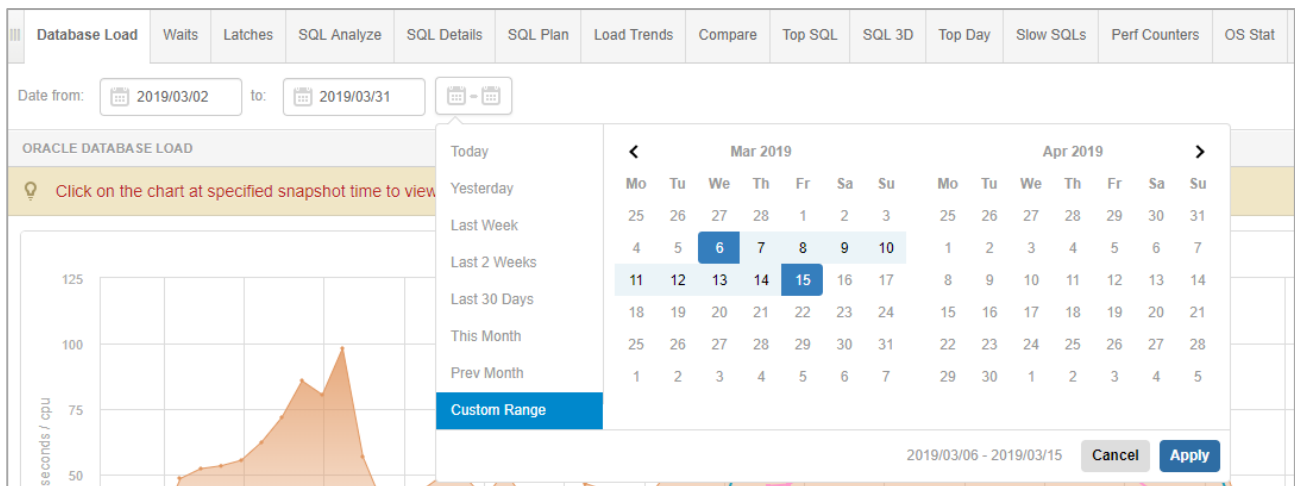 Database Load Waits Latches SQL Analyze SQL Details SQL Plan Load Trends Compare Top SQL SQL 3D Top Day Slow SQLs Perf Counters OS Stat
Date from: 2019/03/02 to: 2019/03/31
ORACLE DATABASE LOAD
Click on the chart at specified snapshot time to view
125
100
75
50
seconds / cpu
Today
Yesterday
Last Week
Last 2 Weeks
Last 30 Days
This Month
Prev Month
Custom Range
Mar 2019
Mo Tu We Th Fr Sa Su
25 26 27 28 1 2 3
4 5 6 7 8 9 10
11 12 13 14 15 16 17
18 19 20 21 22 23 24
25 26 27 28 29 30 31
1 2 3 4 5 6 7
Apr 2019
Mo Tu We Th Fr Sa Su
25 26 27 28 29 30 31
1 2 3 4 5 6 7
8 9 10 11 12 13 14
15 16 17 18 19 20 21
22 23 24 25 26 27 28
29 30 1 2 3 4 5
2019/03/06 - 2019/03/15 Cancel Apply